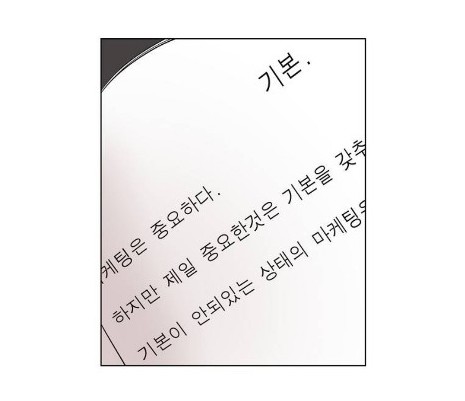 기본.
마케팅은 중요하다.
하지만 제일 중요한것은 기본을 갖추
기본이 안되있는 상태의 마케팅은